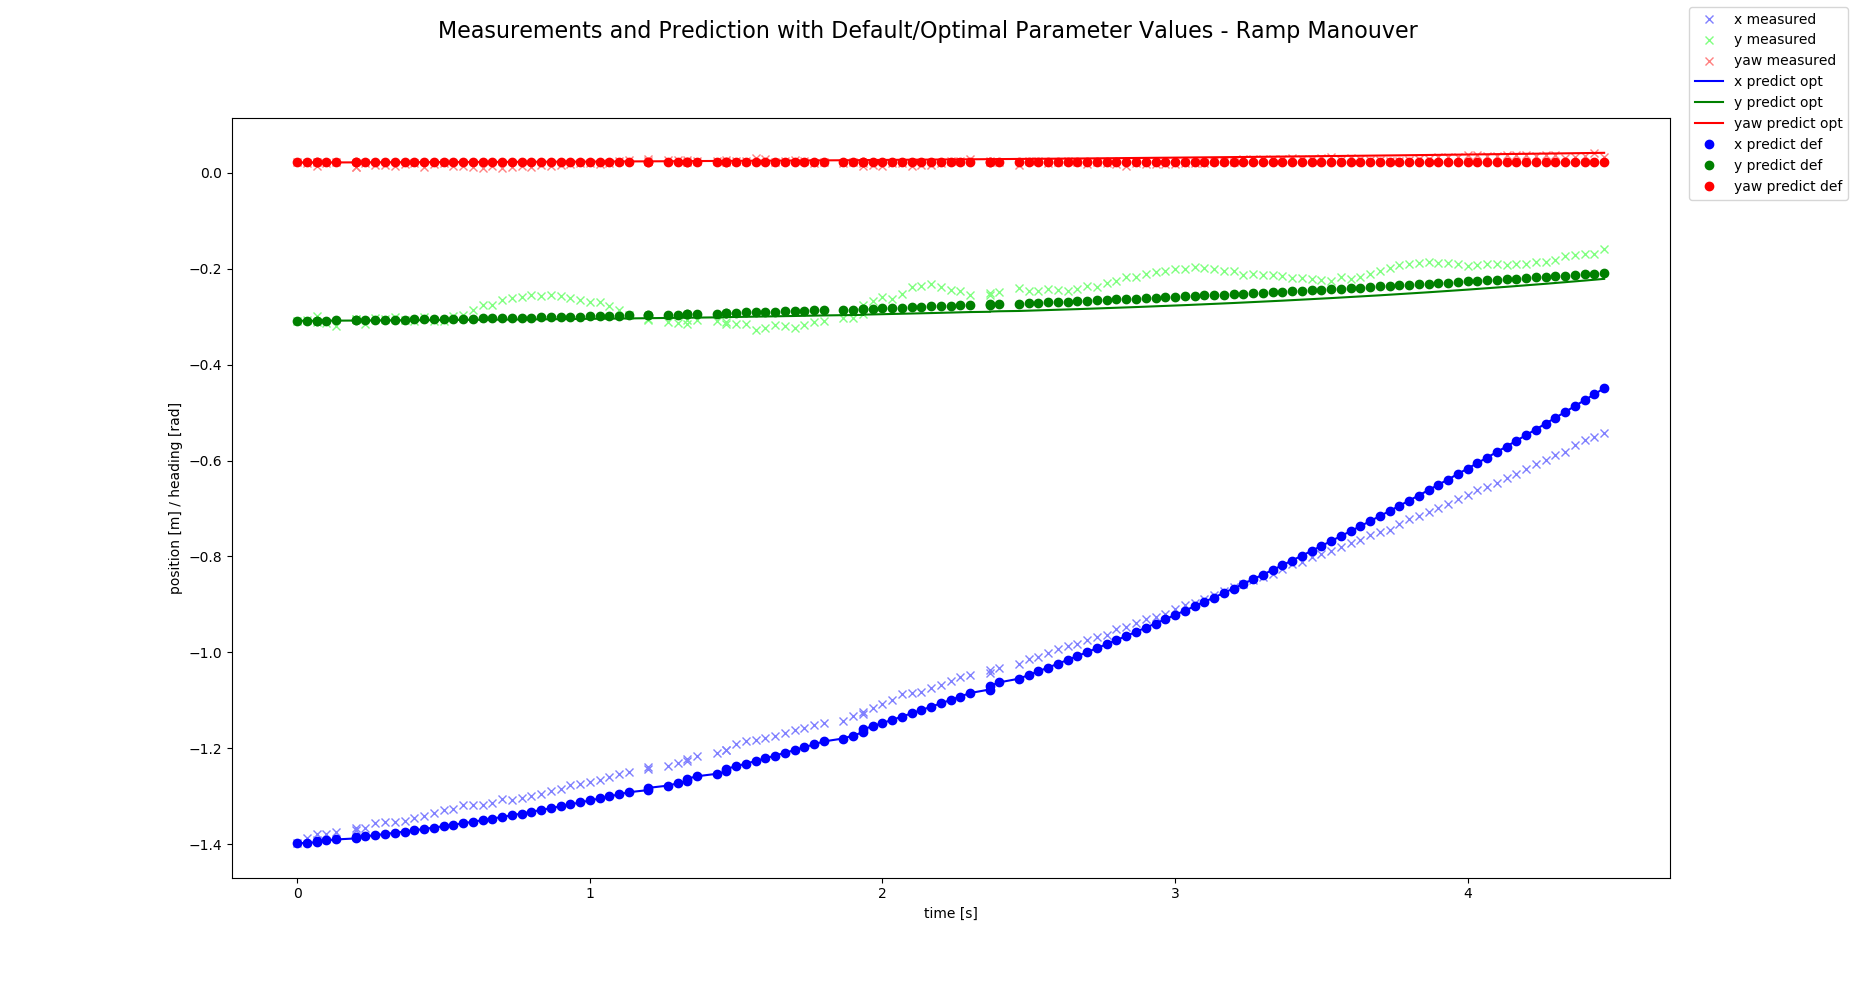 Measurements and Prediction with Default/Optimal Parameter Values - Ramp Manouver
x measured
y measured
yaw measured
x predict opt
y predict opt
yaw predict opt
x predict def
y predict def
yaw predict def
position [m] / heading [rad]
0.0
−0.2
−0.4
−0.6
−0.8
−1.0
−1.2
−1.4
0 1 2 3 4
time [s]